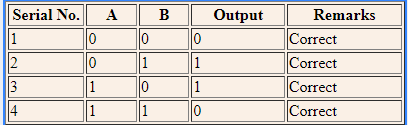 Serial No. A B Output Remarks
1 0 0 0 Correct
2 0 1 1 Correct
3 1 0 1 Correct
4 1 1 0 Correct